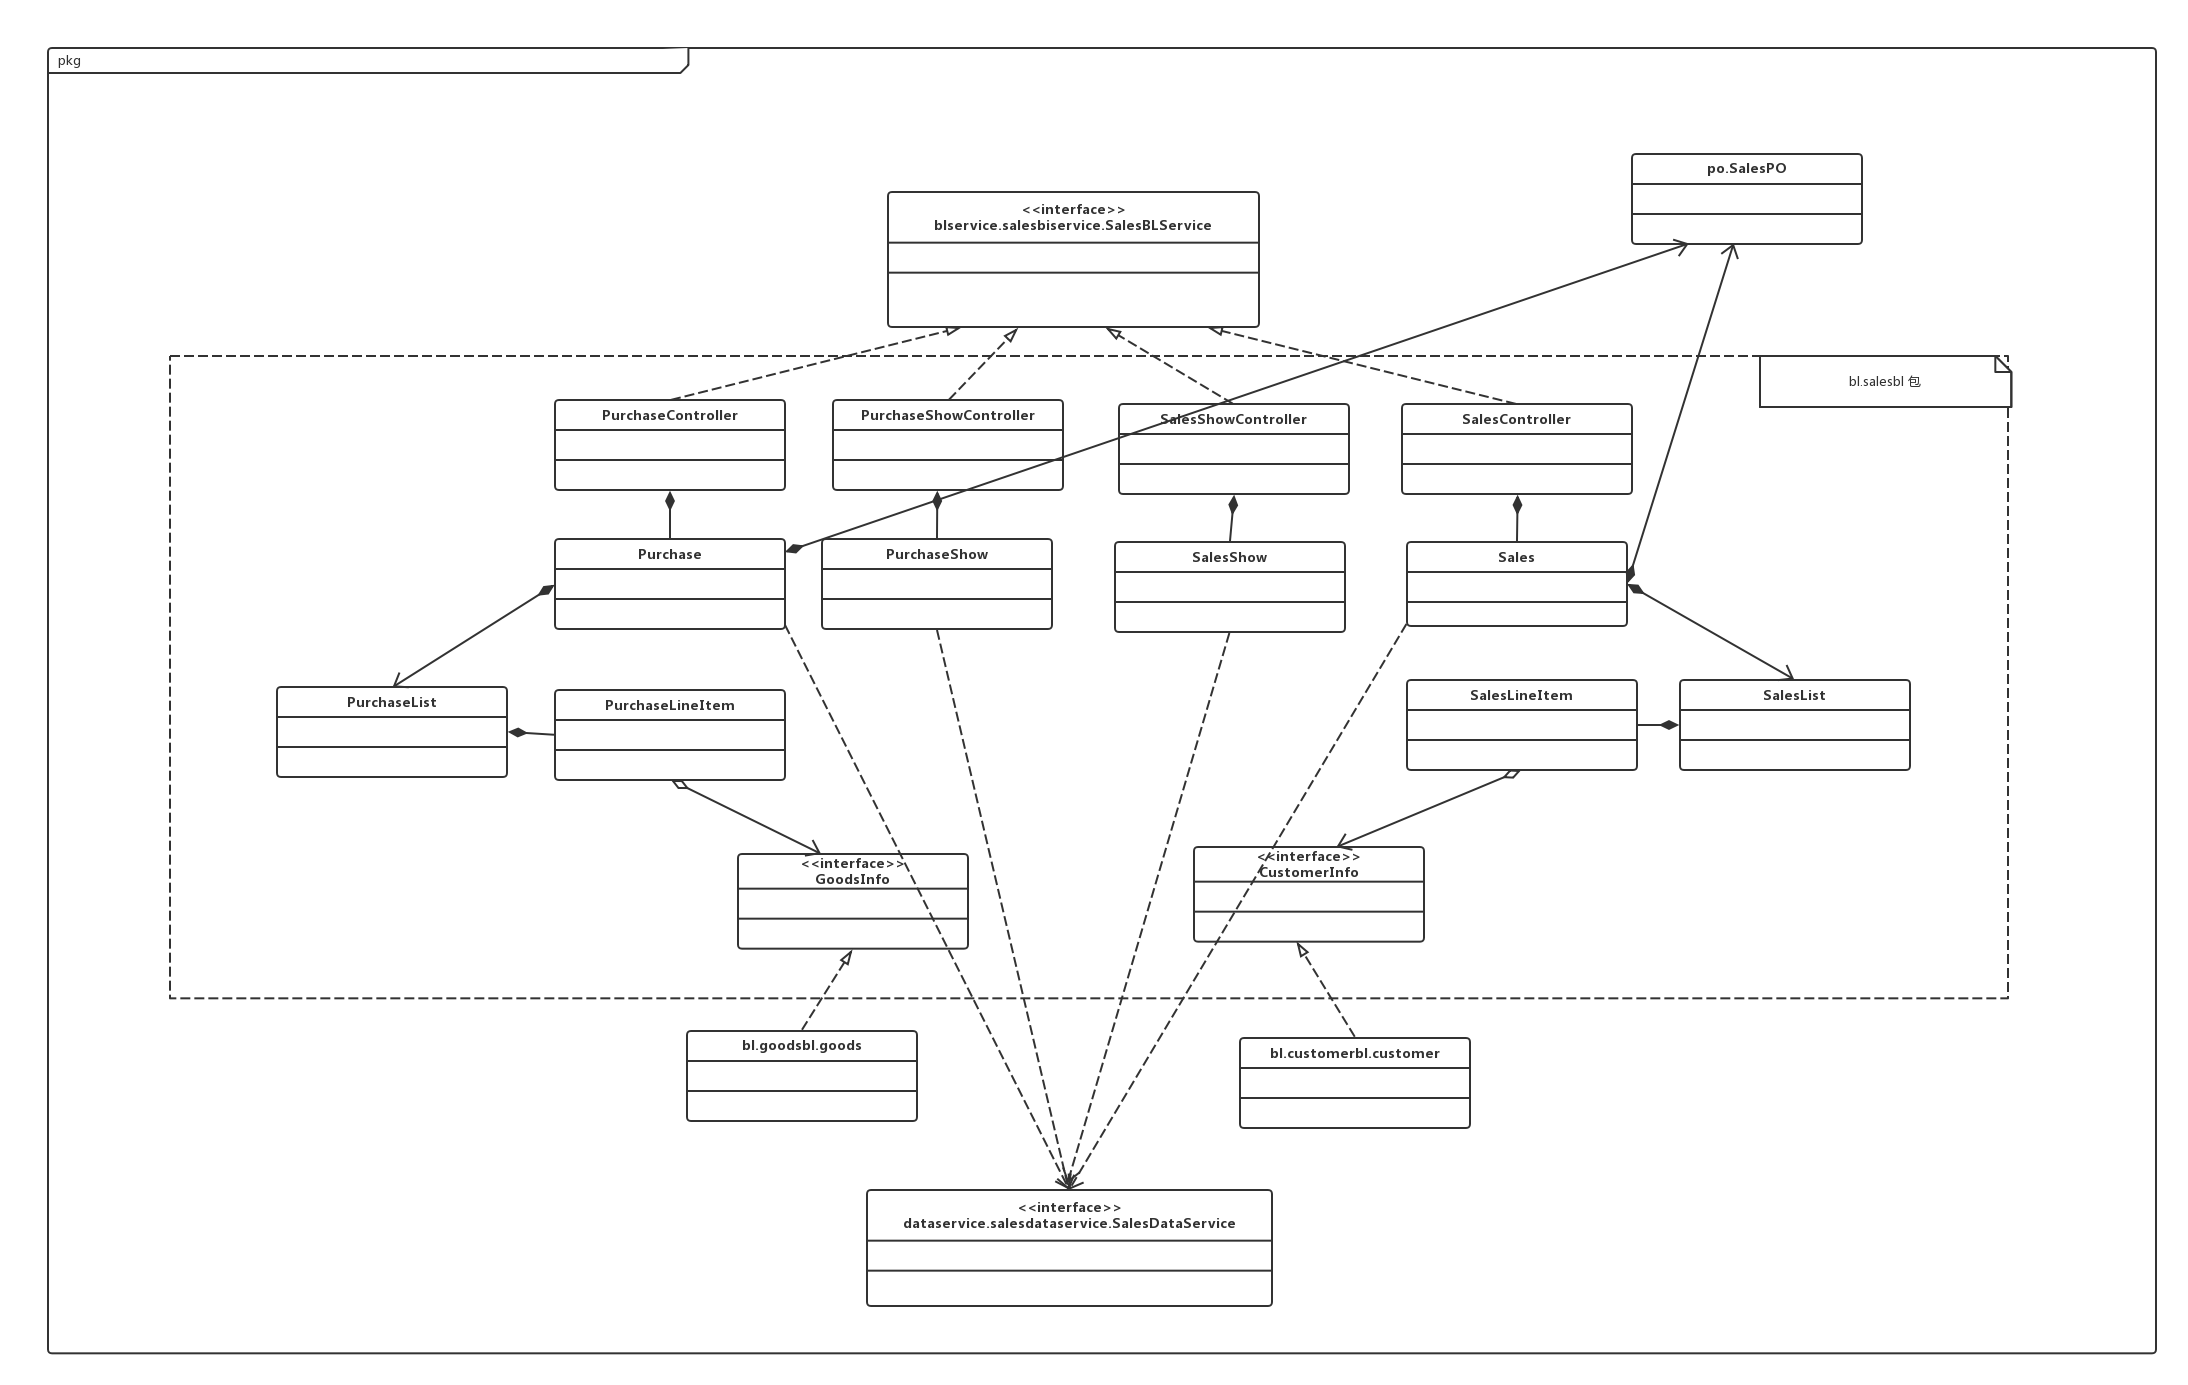 pkg
po.SalesPO
<<interface>>
blservice.salesbiservice.SalesBLService
bl.salesbl 包
PurchaseController
PurchaseShowController
SalesShowController
SalesController
Purchase
PurchaseShow
SalesShow
Sales
PurchaseList
PurchaseLineItem
SalesLineItem
SalesList
<<interface>>
GoodsInfo
<<interface>>
CustomerInfo
bl.goodsbl.goods
bl.customerbl.customer
<<interface>>
dataservice.salesdataservice.SalesDataService